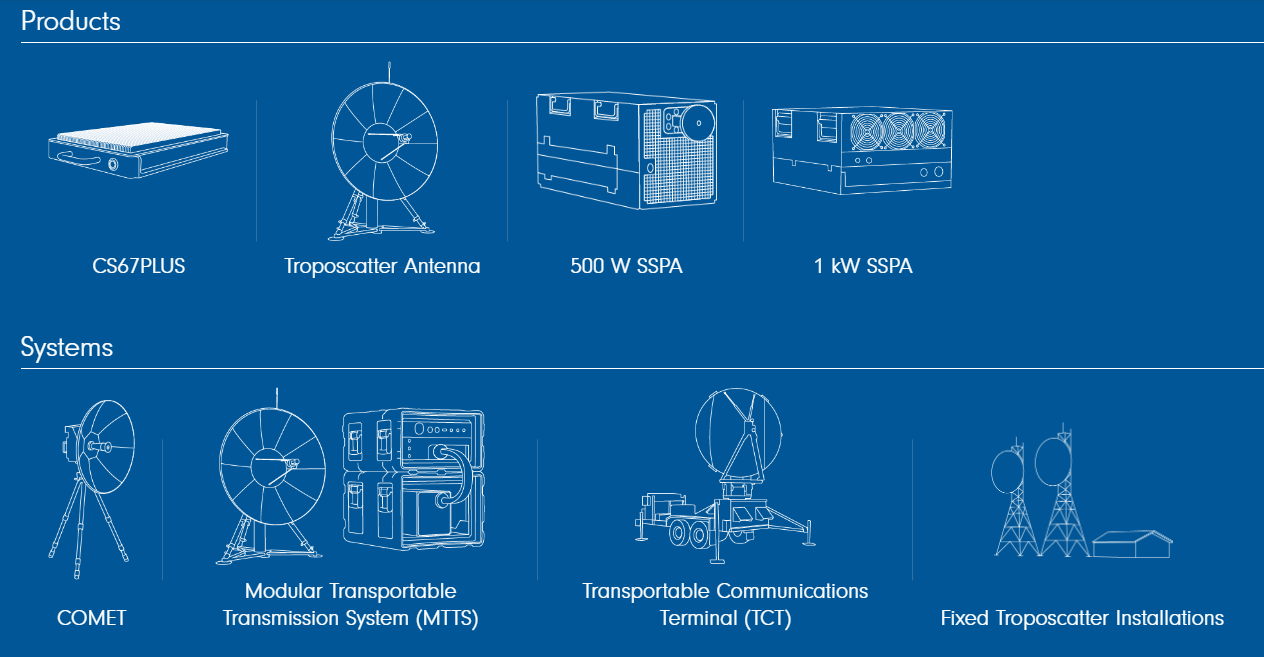 Products
CS67PLUS
Troposcatter Antenna
500 W SSPA
1 kW SSPA
Systems
COMET
Modular Transportable
Transmission System (MTTS)
Transportable Communications
Terminal (TCT)
Fixed Troposcatter Installations